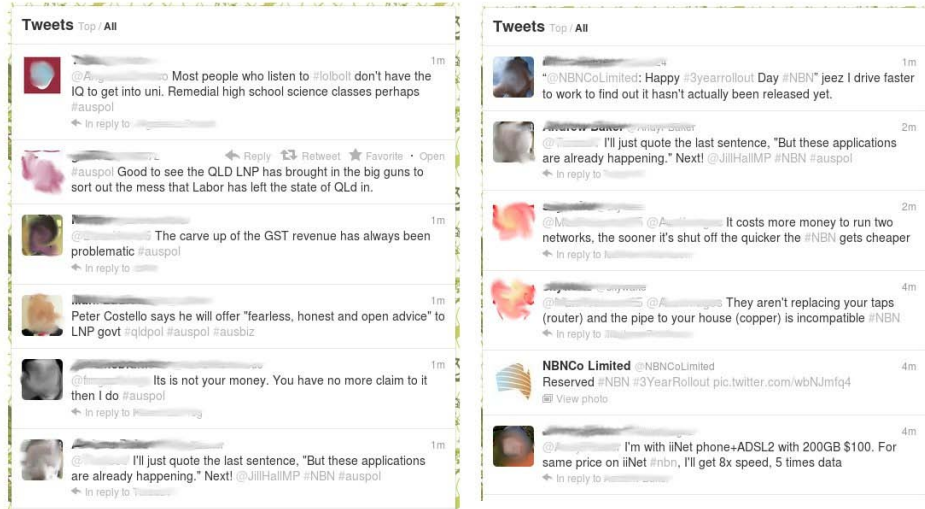 Tweets Top / All
1m
@A Most people who listen to #lolbolt don't have the
IQ to get into uni. Remedial high school science classes perhaps
#auspol
In reply to
Reply Retweet Favorite · Open
#auspol Good to see the QLD LNP has brought in the big guns to
sort out the mess that Labor has left the state of QLd in.
1m
@ The carve up of the GST revenue has always been
problematic #auspol
In reply to
1m
Peter Costello says he will offer "fearless, honest and open advice" to
LNP govt #qldpol #auspol #ausbiz
1m
@ Its is not your money. You have no more claim to it
then I do #auspol
In reply to
1m
@ I'll just quote the last sentence, "But these applications
are already happening." Next! @JillHallMP #NBN #auspol
In reply to
Tweets Top / All
1m
"@NBNCoLimited: Happy #3yearrollout Day #NBN" jeez I drive faster
to work to find out it hasn't actually been released yet.
2m
@ I'll just quote the last sentence, "But these applications
are already happening." Next! @JillHallMP #NBN #auspol
In reply to
2m
@ @A It costs more money to run two
networks, the sooner it's shut off the quicker the #NBN gets cheaper
In reply to
4m
@ @A They aren't replacing your taps
(router) and the pipe to your house (copper) is incompatible #NBN
In reply to
NBNCo Limited @NBNCoLimited 4m
Reserved #NBN #3YearRollout pic.twitter.com/wbNJmfq4
View photo
4m
@ I'm with iiNet phone+ADSL2 with 200GB $100. For
same price on iiNet #nbn, I'll get 8x speed, 5 times data
In reply to